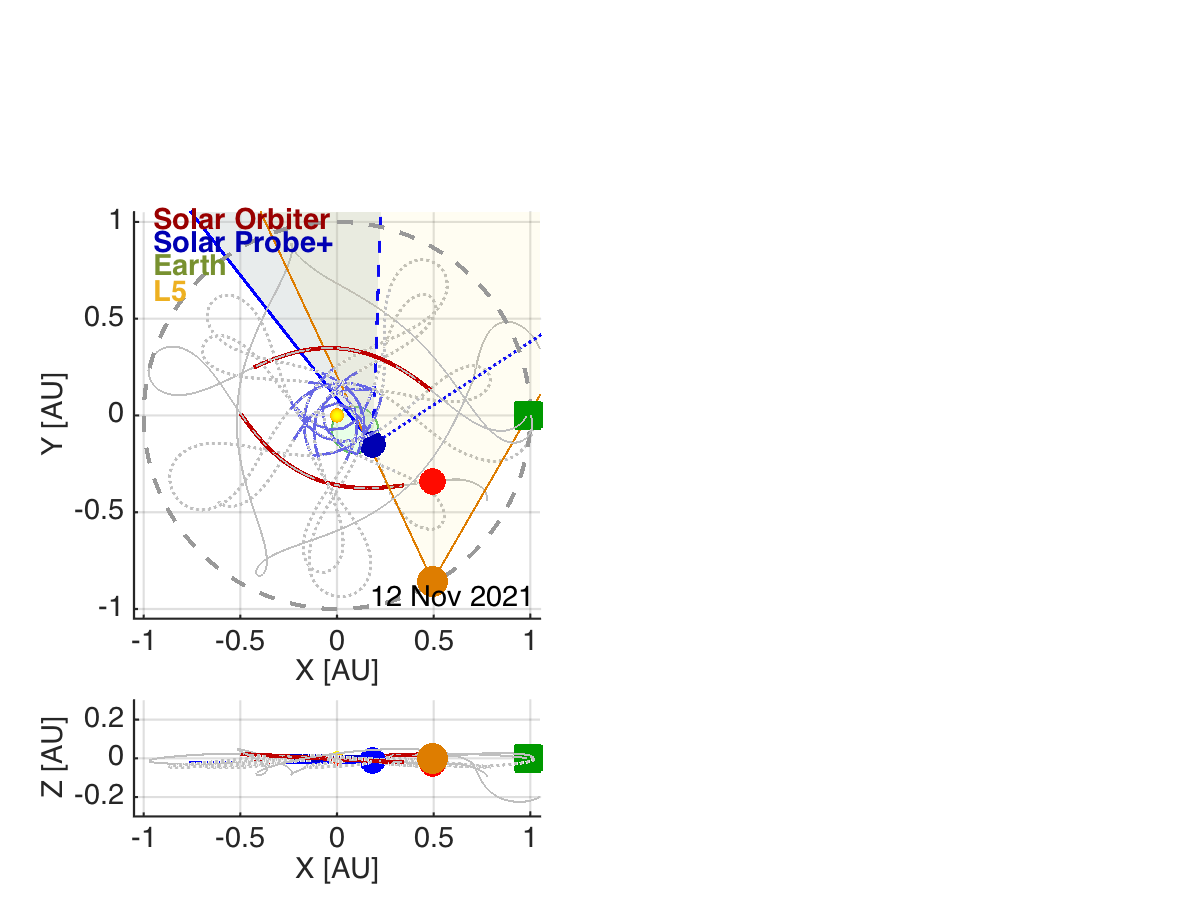 Solar Orbiter
Solar Probe+
Earth
L5
1
0.5
0
-0.5
-1
Y [AU]
12 Nov 2021
-1 -0.5 0 0.5 1
X [AU]
0.2
0
-0.2
Z [AU]
-1 -0.5 0 0.5 1
X [AU]